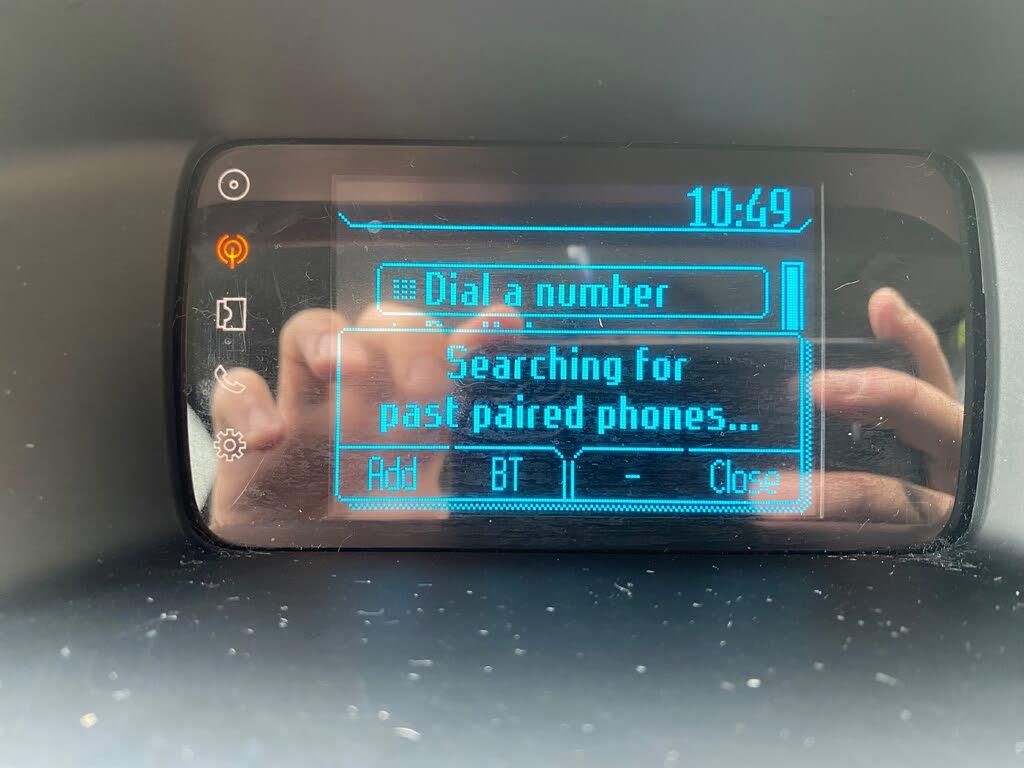 10:49
Dial a number
Searching for
past paired phones...
Add BT - Close